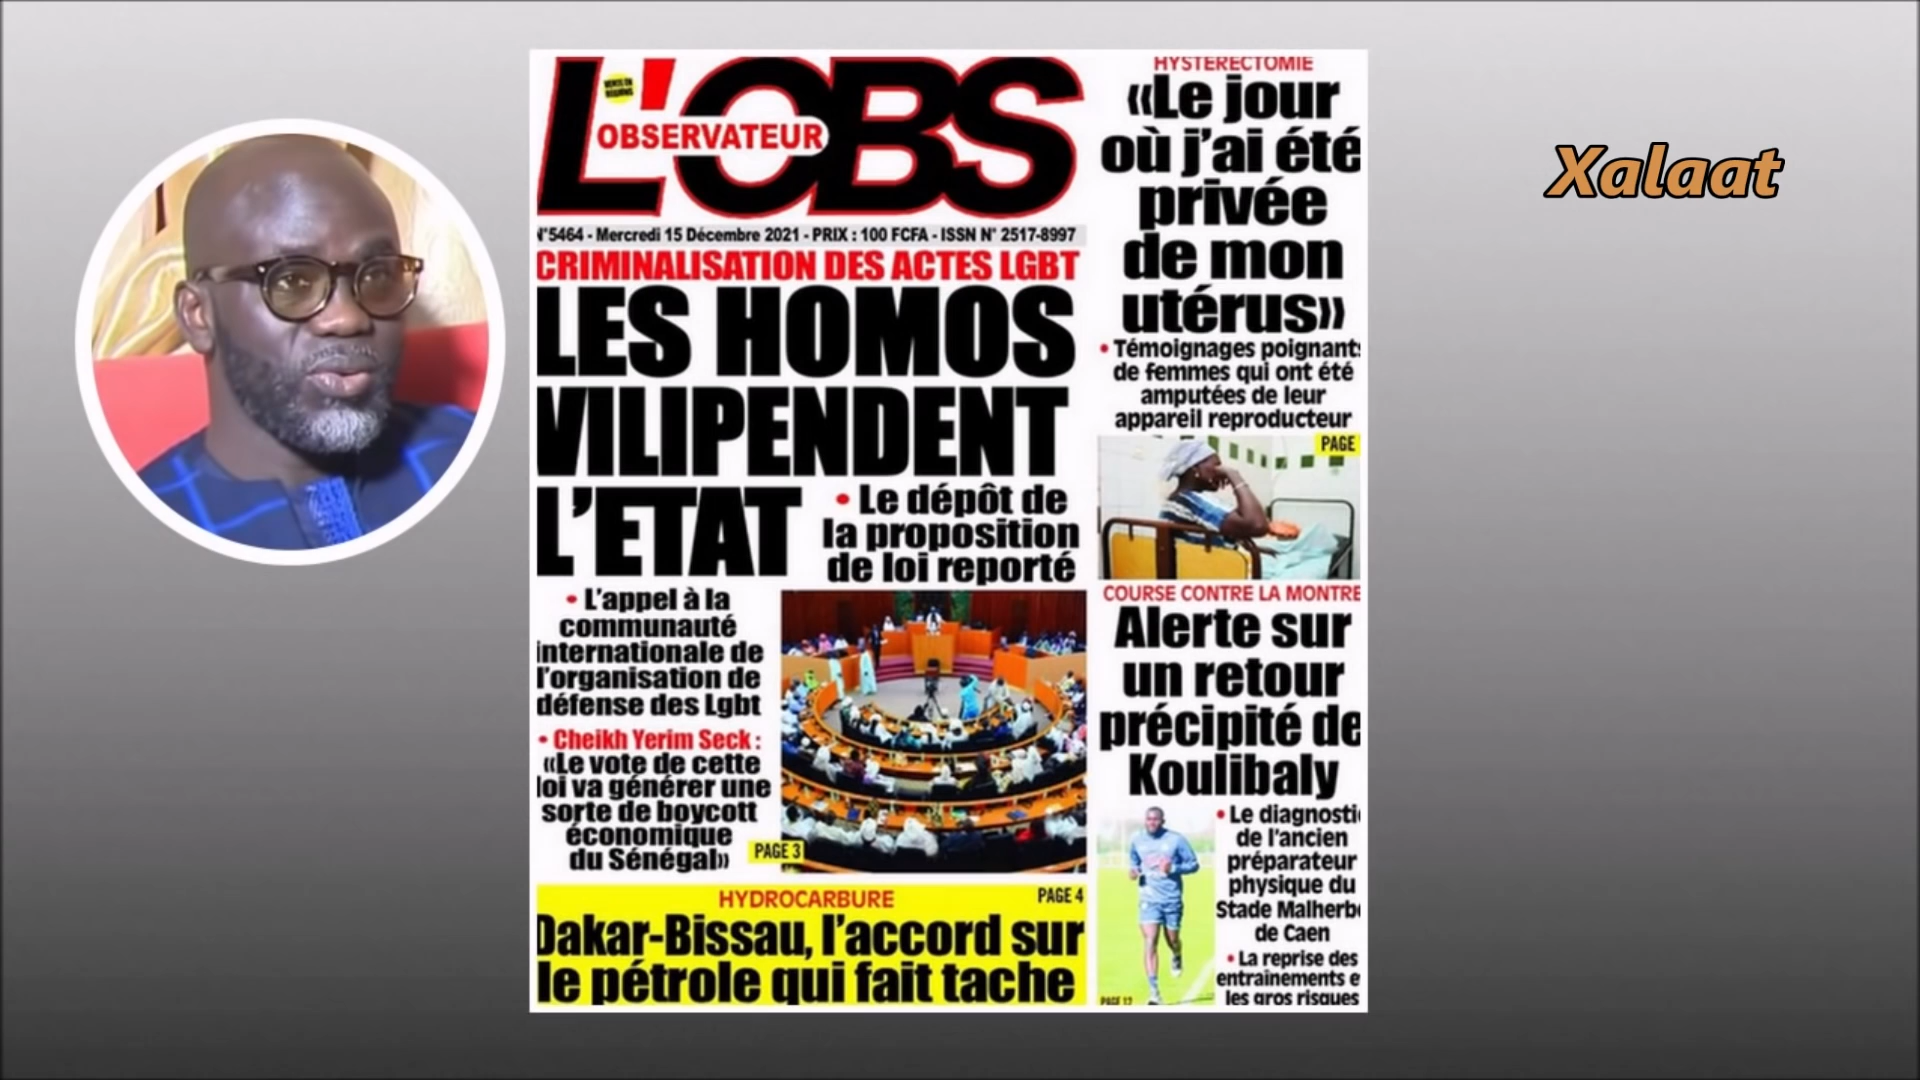 L'OBS
OBSERVATEUR
N°5464 - Mercredi 15 Décembre 2021 - PRIX : 100 FCFA - ISSN N° 2517-8997
CRIMINALISATION DES ACTES LGBT
LES HOMOS
VILIPENDENT
L'ETAT
• Le dépôt de
la proposition
de loi reporté
• L'appel à la
communauté
internationale de
l'organisation de
défense des Lgbt
• Cheikh Yerim Seck :
«Le vote de cette
loi va générer une
sorte de boycott
économique
du Sénégal»
PAGE 3
HYDROCARBURE
PAGE 4
Dakar-Bissau, l'accord sur
le pétrole qui fait tache
HYSTERECTOMIE
«Le jour
où j'ai été
privée
de mon
utérus»
• Témoignages poignants
de femmes qui ont été
amputées de leur
appareil reproducteur
PAGE
COURSE CONTRE LA MONTRE
Alerte sur
un retour
précipité de
Koulibaly
• Le diagnosti
de l'ancien
préparateur
physique du
Stade Malherbe
de Caen
• La reprise des
entraînements e
les gros risques
PAGE 12
Xalaat